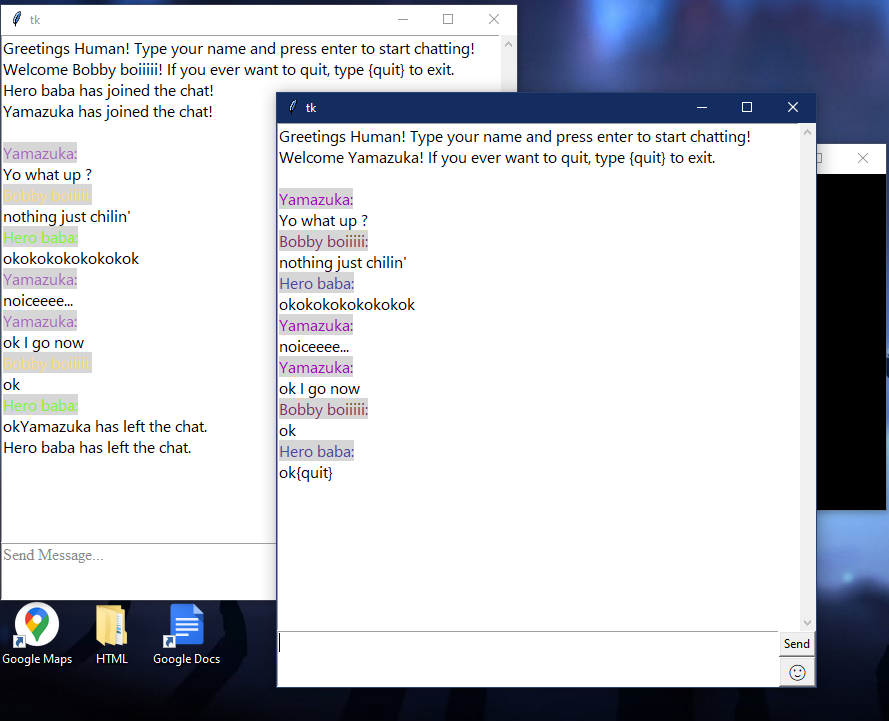 tk
Greetings Human! Type your name and press enter to start chatting!
Welcome Bobby boiiiii! If you ever want to quit, type {quit} to exit.
Hero baba has joined the chat!
Yamazuka has joined the chat!
Yamazuka:
Yo what up ?
Bobby boiiiii:
nothing just chilin'
Hero baba:
okokokokokokokok
Yamazuka:
noiceeee...
Yamazuka:
ok I go now
Bobby boiiiii:
ok
Hero baba:
okYamazuka has left the chat.
Hero baba has left the chat.
Send Message...
tk
Greetings Human! Type your name and press enter to start chatting!
Welcome Yamazuka! If you ever want to quit, type {quit} to exit.
Yamazuka:
Yo what up ?
Bobby boiiiii:
nothing just chilin'
Hero baba:
okokokokokokokok
Yamazuka:
noiceeee...
Yamazuka:
ok I go now
Bobby boiiiii:
ok
Hero baba:
ok{quit}
Send
Google Maps
HTML
Google Docs